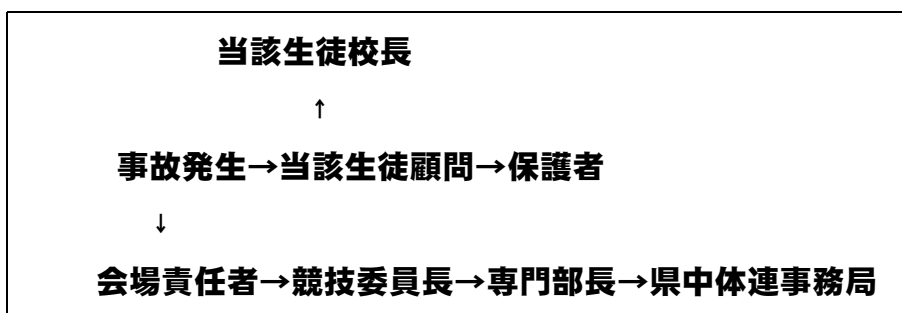 当該生徒校長
↑
事故発生→当該生徒顧問→保護者
↓
会場責任者→競技委員長→専門部長→県中体連事務局